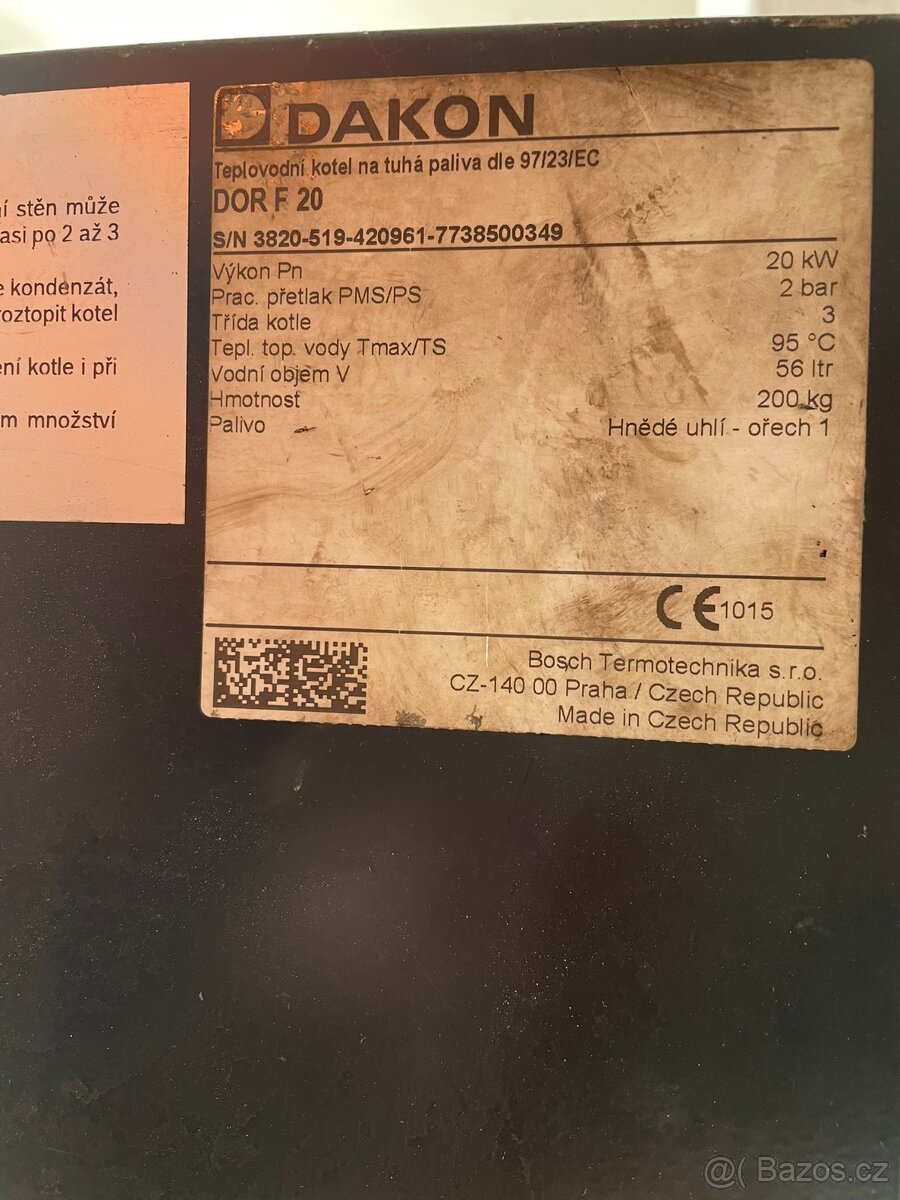 í stěn může
asi po 2 až 3
e kondenzát,
roztopit kotel
ení kotle i při
m množství
DAKON
Teplovodní kotel na tuhá paliva dle 97/23/EC
DOR F 20
S/N 3820-519-420961-7738500349
Výkon Pn 20 kW
Prac. přetlak PMS/PS 2 bar
Třída kotle 3
Tepl. top. vody Tmax/TS 95 °C
Vodní objem V 56 ltr
Hmotnost 200 kg
Palivo Hnědé uhlí - ořech 1
CE 1015
Bosch Termotechnika s.r.o.
CZ-140 00 Praha / Czech Republic
Made in Czech Republic
@( Bazos.cz